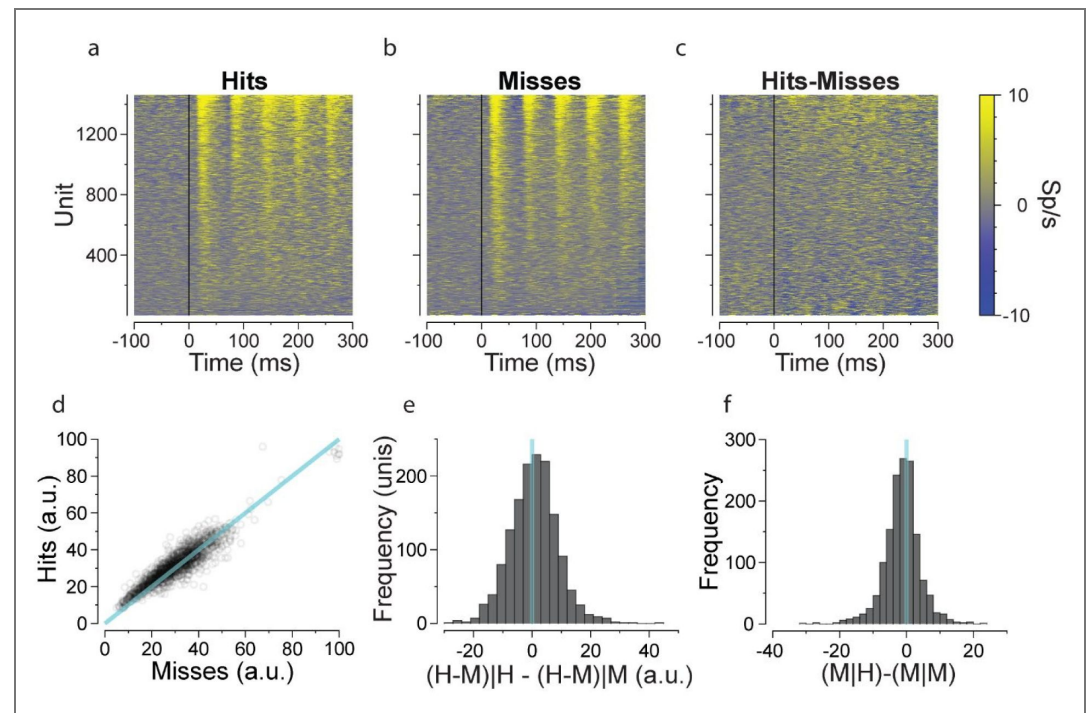 a
b
c
Hits
Misses
Hits-Misses
Unit
1200
800
400
-100 0 100 200 300
Time (ms)
-100 0 100 200 300
Time (ms)
-100 0 100 200 300
Time (ms)
10
0
-10
Sp/s
d
e
f
Hits (a.u.)
100
80
60
40
20
0
0 20 40 60 80 100
Misses (a.u.)
Frequency (unis)
200
100
0
-20 0 20 40
(H-M)|H - (H-M)|M (a.u.)
Frequency
300
200
100
0
-40 -20 0 20
(M|H)-(M|M)